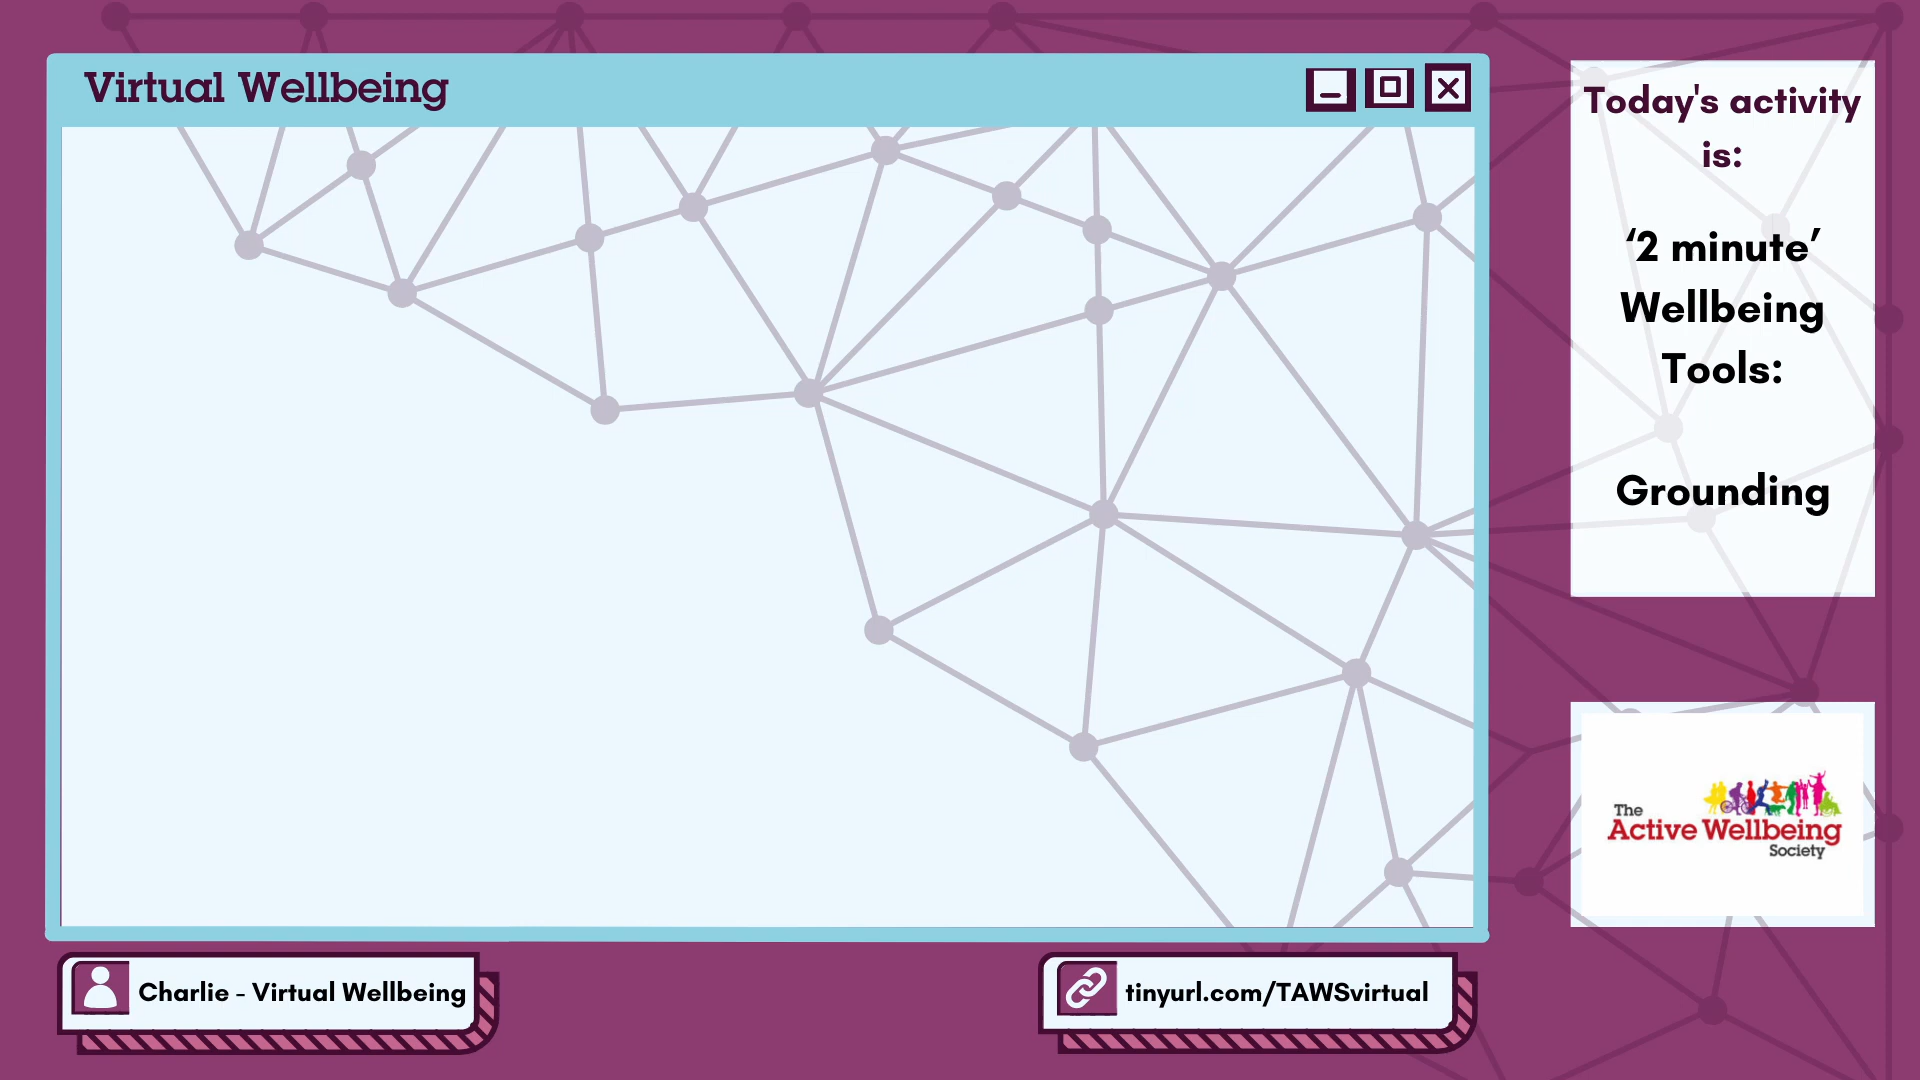 Virtual Wellbeing
Today's activity
is:
‘2 minute’
Wellbeing
Tools:
Grounding
The
Active Wellbeing
Society
Charlie - Virtual Wellbeing
tinyurl.com/TAWSvirtual